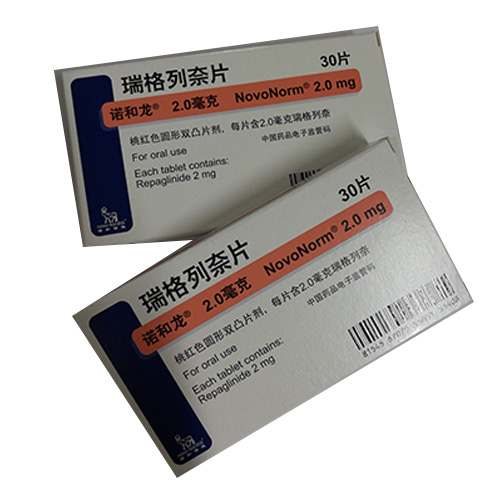 瑞格列奈片
30片
诺和龙® 2.0毫克 NovoNorm® 2.0 mg
桃红色圆形双凸片剂，每片含2.0毫克瑞格列奈
For oral use
中国药品电子监管码
Each tablet contains:
Repaglinide 2 mg
瑞格列奈片
30片
诺和龙® 2.0毫克 NovoNorm® 2.0 mg
桃红色圆形双凸片剂，每片含2.0毫克瑞格列奈
For oral use
中国药品电子监管码
Each tablet contains:
Repaglinide 2 mg